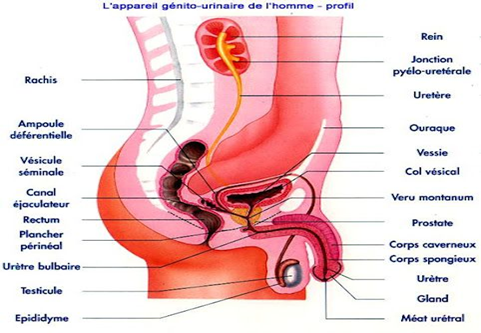 L'appareil génito-urinaire de l'homme - profil
Rachis
Ampoule
déférentielle
Vésicule
séminale
Canal
éjaculateur
Rectum
Plancher
périnéal
Urètre bulbaire
Testicule
Epididyme
Rein
Jonction
pyélo-uretérale
Uretère
Ouraque
Vessie
Col vésical
Veru montanum
Prostate
Corps caverneux
Corps spongieux
Urètre
Gland
Méat urétral